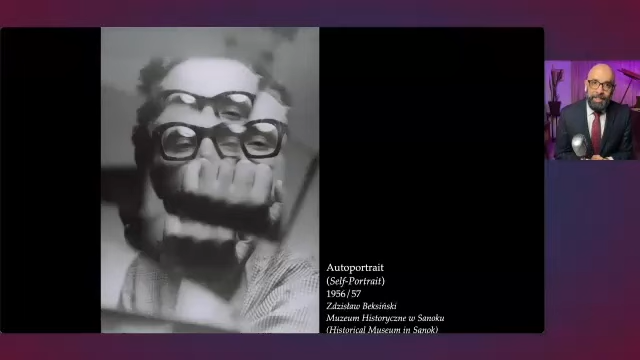 Autoportrait
(Self-Portrait)
1956/57
Zdzisław Beksiński
Muzeum Historyczne w Sanoku
(Historical Museum in Sanok)